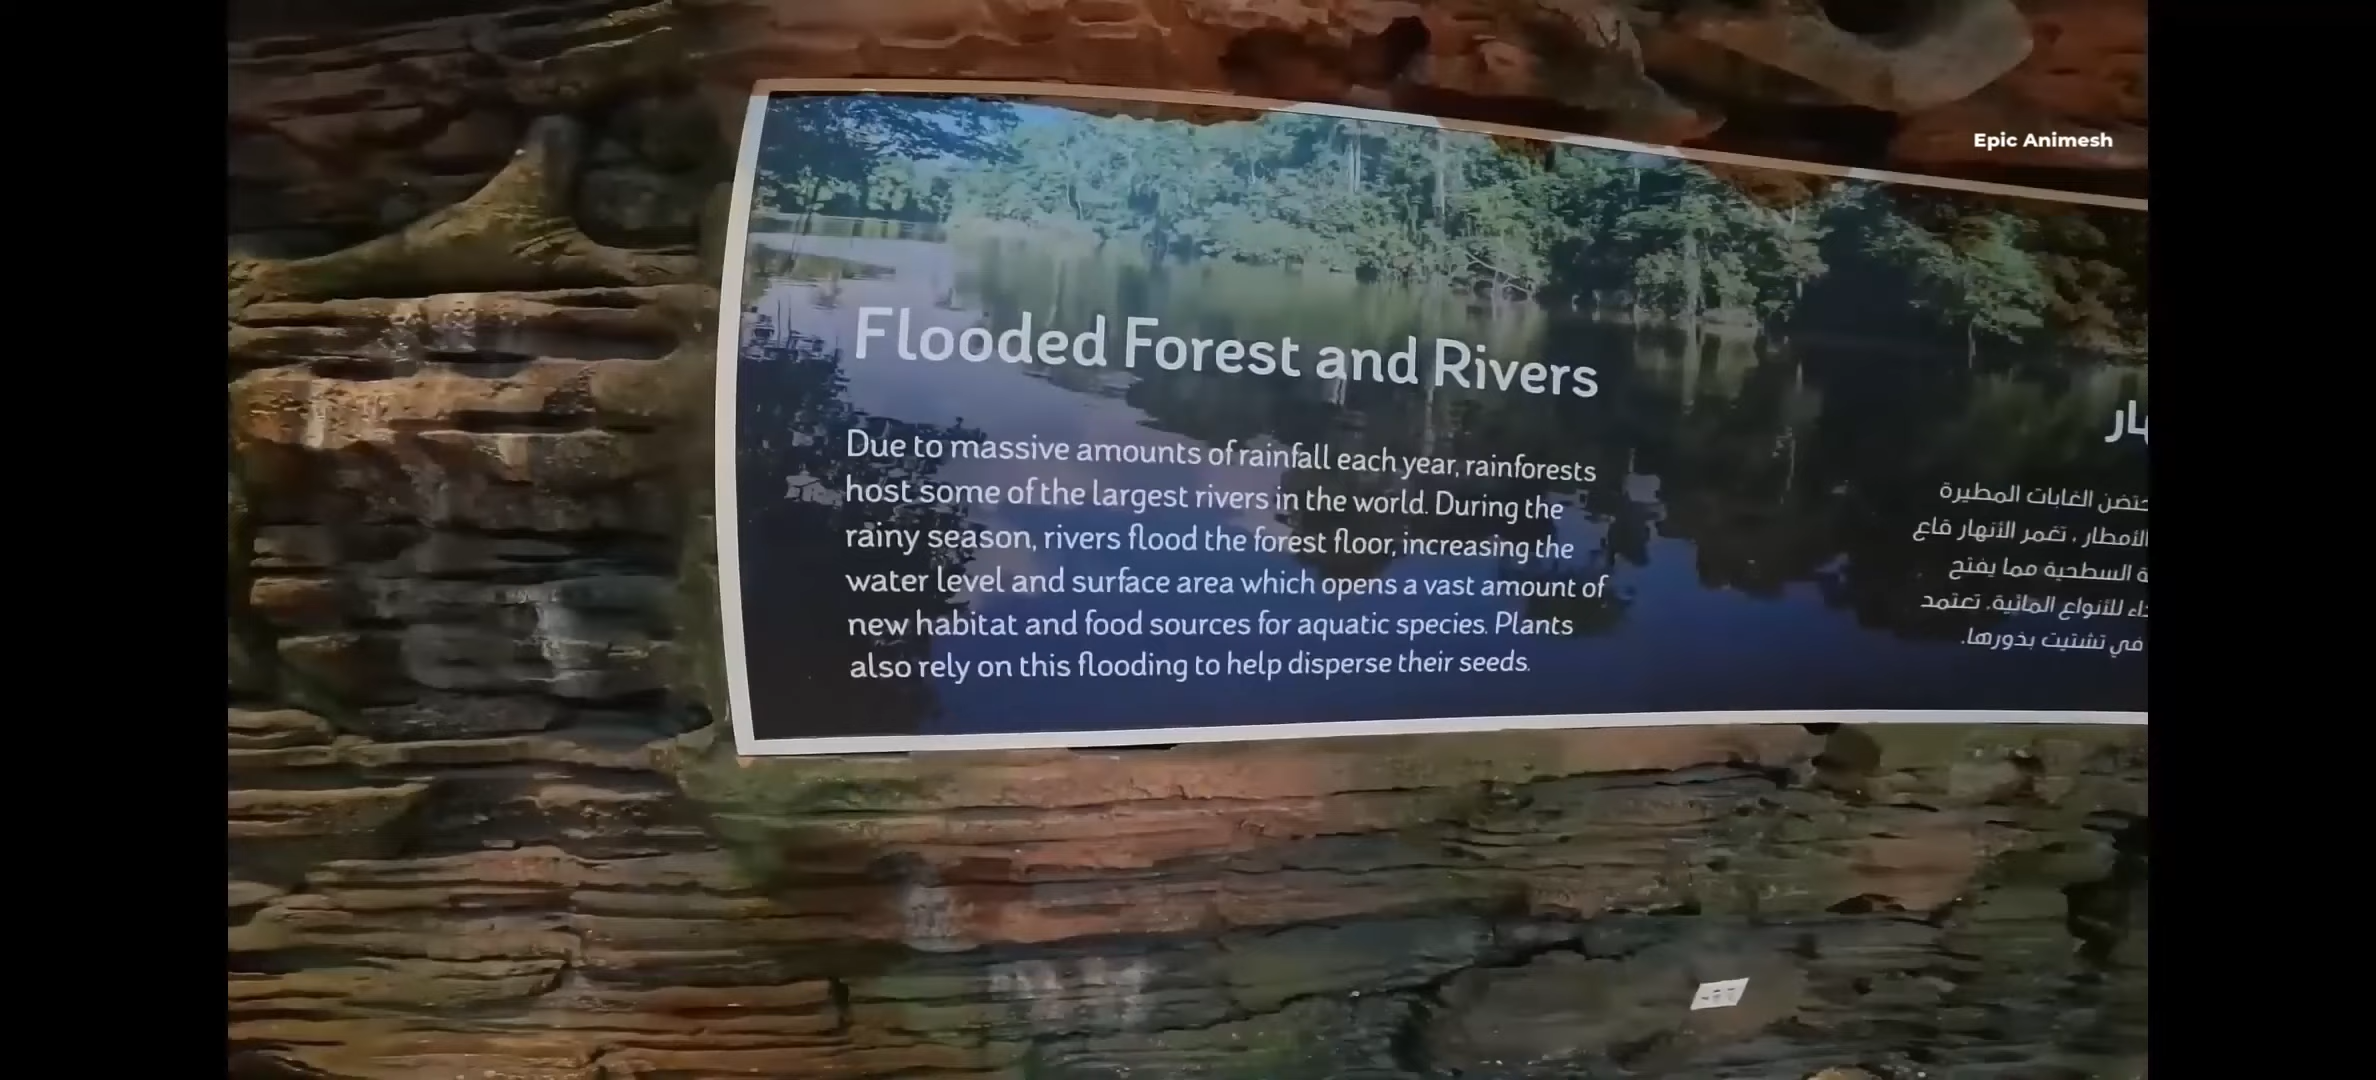 Epic Animesh
Flooded Forest and Rivers
Due to massive amounts of rainfall each year, rainforests
host some of the largest rivers in the world. During the
rainy season, rivers flood the forest floor, increasing the
water level and surface area which opens a vast amount of
new habitat and food sources for aquatic species. Plants
also rely on this flooding to help disperse their seeds.
الغابات المطيرة
الأمطار، تغمر الأنهار قاع
السطحية مما يفتح
للأنواع المائية. تعتمد
في تشتيت بذورها.